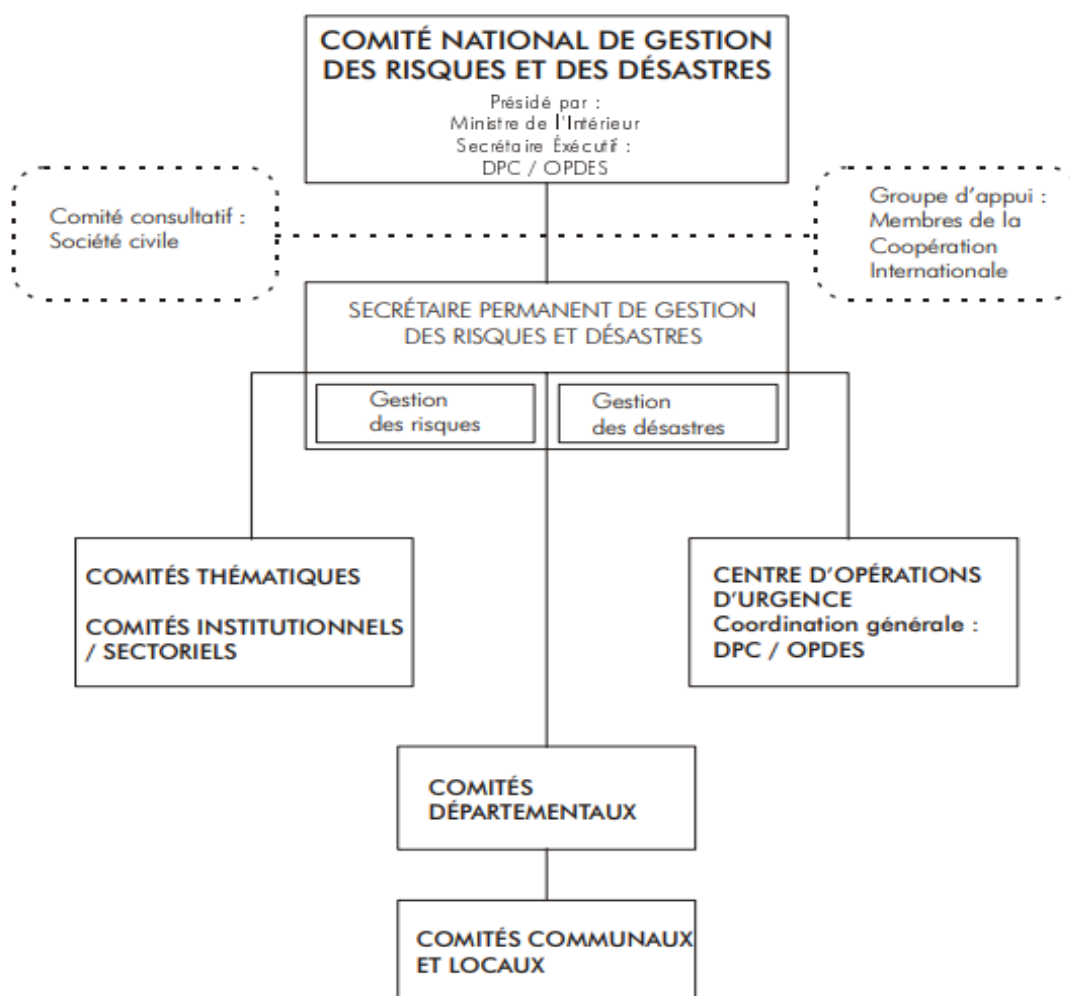 COMITÉ NATIONAL DE GESTION
DES RISQUES ET DES DÉSASTRES
Présidé par :
Ministre de l'Intérieur
Secrétaire Éxécutif :
DPC / OPDES
Comité consultatif :
Société civile
Groupe d'appui :
Membres de la
Coopération
Internationale
SECRÉTAIRE PERMANENT DE GESTION
DES RISQUES ET DÉSASTRES
Gestion
des risques
Gestion
des désastres
COMITÉS THÉMATIQUES
COMITÉS INSTITUTIONNELS
/ SECTORIELS
CENTRE D'OPÉRATIONS
D'URGENCE
Coordination générale :
DPC / OPDES
COMITÉS
DÉPARTEMENTAUX
COMITÉS COMMUNAUX
ET LOCAUX